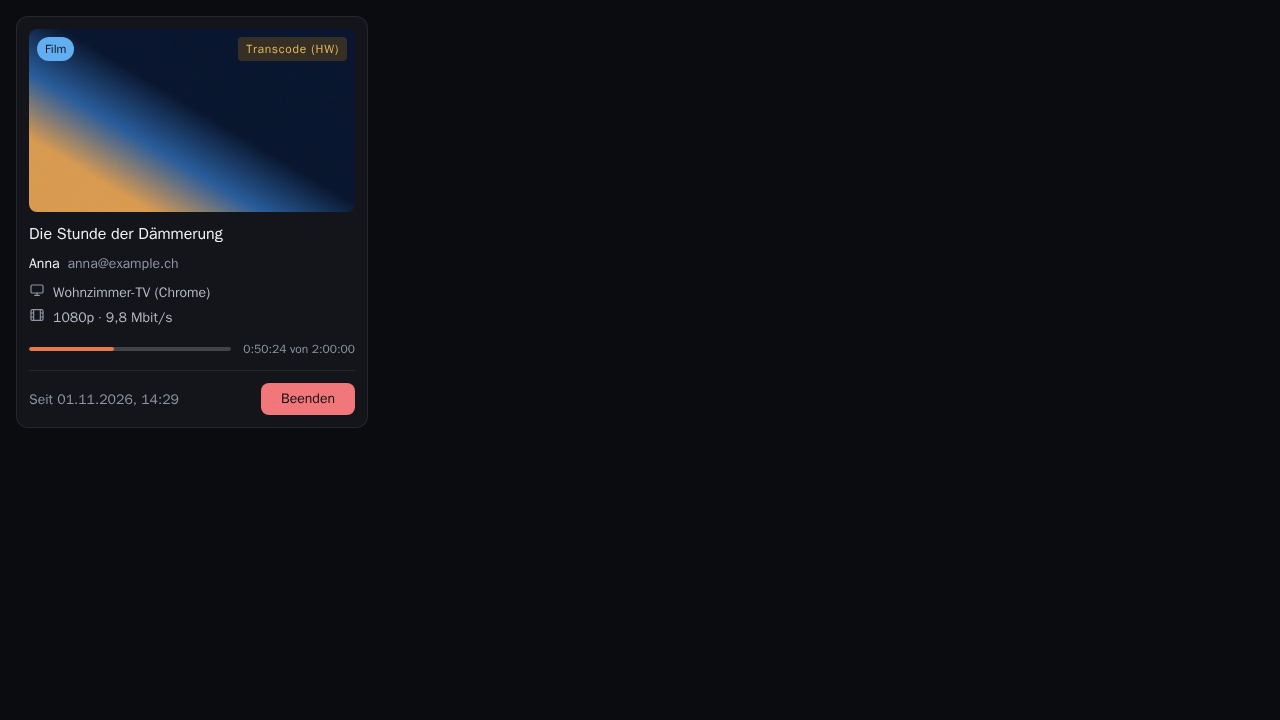 Film
Transcode (HW)
Die Stunde der Dämmerung
Anna anna@example.ch
Wohnzimmer-TV (Chrome)
1080p · 9,8 Mbit/s
0:50:24 von 2:00:00
Seit 01.11.2026, 14:29
Beenden